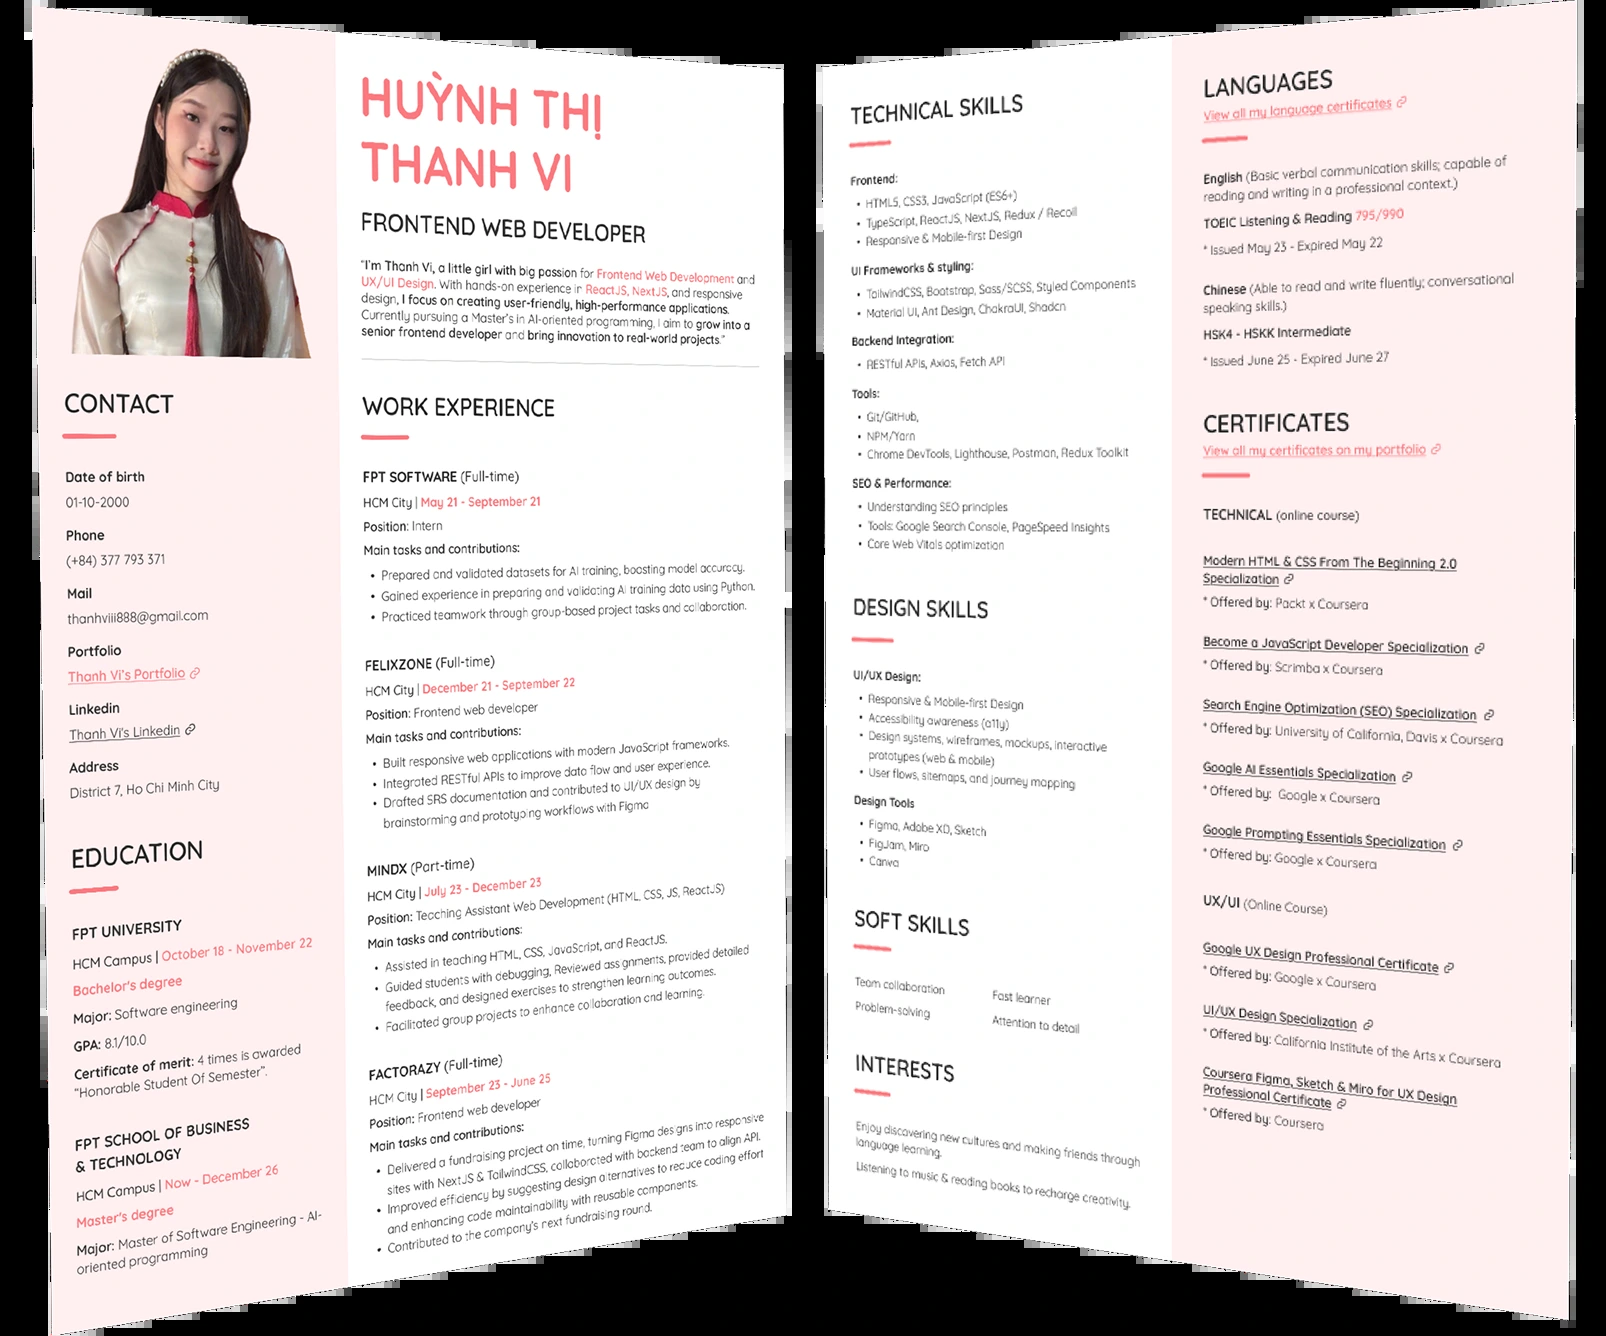 HUỲNH THỊ
THANH VI
FRONTEND WEB DEVELOPER
"I'm Thanh Vi, a little girl with big passion for Frontend Web Development and
UX/UI Design. With hands-on experience in ReactJS, NextJS, and responsive
design, I focus on creating user-friendly, high-performance applications.
Currently pursuing a Master's in AI-oriented programming, I aim to grow into a
senior frontend developer and bring innovation to real-world projects."
CONTACT
Date of birth
01-10-2000
Phone
(+84) 377 793 371
Mail
thanhviii888@gmail.com
Portfolio
Thanh Vi's Portfolio
Linkedin
Thanh Vi's Linkedin
Address
District 7, Ho Chi Minh City
EDUCATION
FPT UNIVERSITY
HCM Campus | October 18 - November 22
Bachelor's degree
Major: Software engineering
GPA: 8.1/10.0
Certificate of merit: 4 times is awarded
"Honorable Student Of Semester".
FPT SCHOOL OF BUSINESS
& TECHNOLOGY
HCM Campus | Now - December 26
Master's degree
Major: Master of Software Engineering - AI-
oriented programming
WORK EXPERIENCE
FPT SOFTWARE (Full-time)
HCM City | May 21 - September 21
Position: Intern
Main tasks and contributions:
• Prepared and validated datasets for AI training, boosting model accuracy.
• Gained experience in preparing and validating AI training data using Python.
• Practiced teamwork through group-based project tasks and collaboration.
FELIXZONE (Full-time)
HCM City | December 21 - September 22
Position: Frontend web developer
Main tasks and contributions:
• Built responsive web applications with modern JavaScript frameworks.
• Integrated RESTful APIs to improve data flow and user experience.
• Drafted SRS documentation and contributed to UI/UX design by
brainstorming and prototyping workflows with Figma
MINDX (Part-time)
HCM City | July 23 - December 23
Position: Teaching Assistant Web Development (HTML, CSS, JS, ReactJS)
Main tasks and contributions:
• Assisted in teaching HTML, CSS, JavaScript, and ReactJS.
• Guided students with debugging, Reviewed assignments, provided detailed
feedback, and designed exercises to strengthen learning outcomes.
• Facilitated group projects to enhance collaboration and learning.
FACTORAZY (Full-time)
HCM City | September 23 - June 25
Position: Frontend web developer
Main tasks and contributions:
• Delivered a fundraising project on time, turning Figma designs into responsive
sites with NextJS & TailwindCSS, collaborated with backend team to align API.
• Improved efficiency by suggesting design alternatives to reduce coding effort
and enhancing code maintainability with reusable components.
• Contributed to the company's next fundraising round.
TECHNICAL SKILLS
Frontend:
• HTML5, CSS3, JavaScript (ES6+)
• TypeScript, ReactJS, NextJS, Redux / Recoil
• Responsive & Mobile-first Design
UI Frameworks & styling:
• TailwindCSS, Bootstrap, Sass/SCSS, Styled Components
• Material UI, Ant Design, ChakraUI, Shadcn
Backend Integration:
• RESTful APIs, Axios, Fetch API
Tools:
• Git/GitHub,
• NPM/Yarn
• Chrome DevTools, Lighthouse, Postman, Redux Toolkit
SEO & Performance:
• Understanding SEO principles
• Tools: Google Search Console, PageSpeed Insights
• Core Web Vitals optimization
DESIGN SKILLS
UI/UX Design:
• Responsive & Mobile-first Design
• Accessibility awareness (a11y)
• Design systems, wireframes, mockups, interactive
prototypes (web & mobile)
• User flows, sitemaps, and journey mapping
Design Tools
• Figma, Adobe XD, Sketch
• FigJam, Miro
• Canva
SOFT SKILLS
Team collaboration
Fast learner
Problem-solving
Attention to detail
INTERESTS
Enjoy discovering new cultures and making friends through
language learning.
Listening to music & reading books to recharge creativity.
LANGUAGES
View all my language certificates
English (Basic verbal communication skills; capable of
reading and writing in a professional context.)
TOEIC Listening & Reading 795/990
* Issued May 23 - Expired May 22
Chinese (Able to read and write fluently; conversational
speaking skills.)
HSK4 - HSKK Intermediate
* Issued June 25 - Expired June 27
CERTIFICATES
View all my certificates on my portfolio
TECHNICAL (online course)
Modern HTML & CSS From The Beginning 2.0
Specialization
* Offered by: Packt x Coursera
Become a JavaScript Developer Specialization
* Offered by: Scrimba x Coursera
Search Engine Optimization (SEO) Specialization
* Offered by: University of California, Davis x Coursera
Google AI Essentials Specialization
* Offered by: Google x Coursera
Google Prompting Essentials Specialization
* Offered by: Google x Coursera
UX/UI (Online Course)
Google UX Design Professional Certificate
* Offered by: Google x Coursera
UI/UX Design Specialization
* Offered by: California Institute of the Arts x Coursera
Coursera Figma, Sketch & Miro for UX Design
Professional Certificate
* Offered by: Coursera